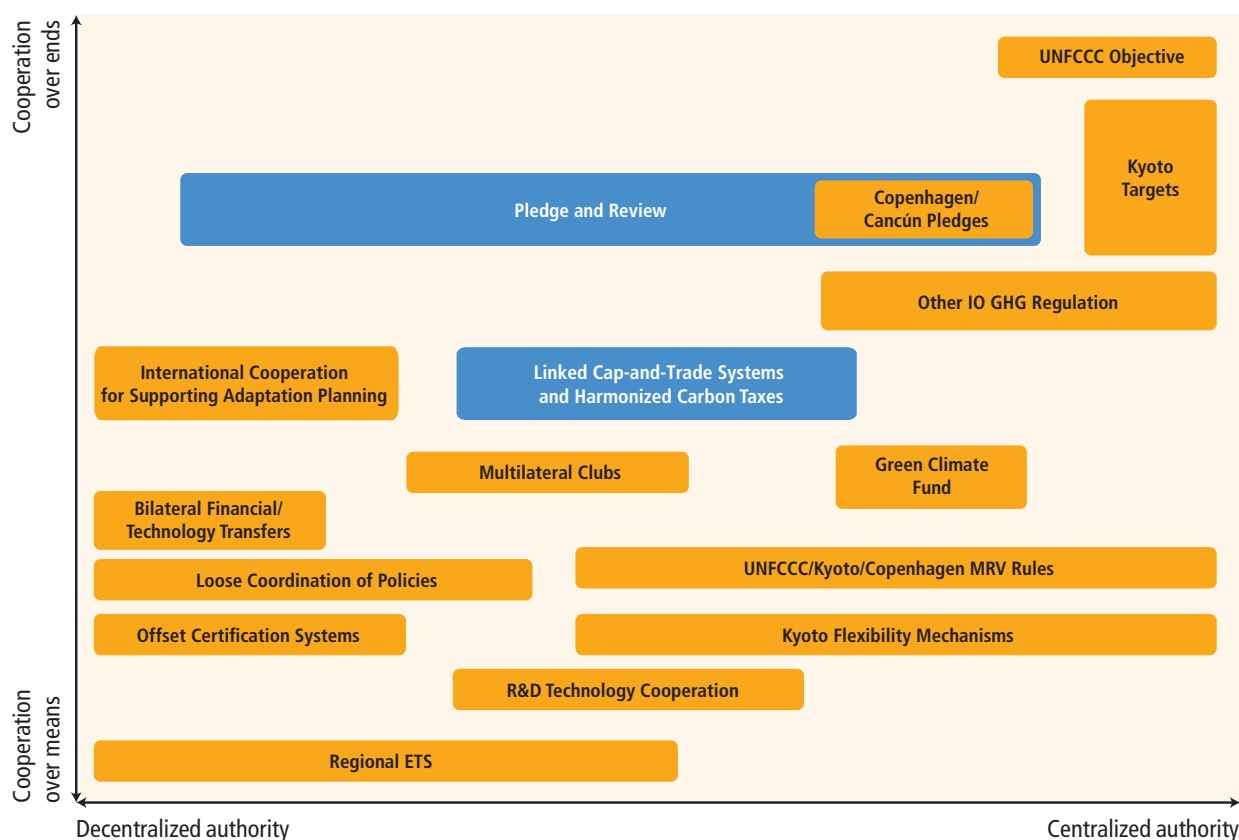 Cooperation
over ends
UNFCCC Objective
Kyoto
Targets
Pledge and Review
Copenhagen/
Cancún Pledges
Other IO GHG Regulation
International Cooperation
for Supporting Adaptation Planning
Linked Cap-and-Trade Systems
and Harmonized Carbon Taxes
Multilateral Clubs
Green Climate
Fund
Bilateral Financial/
Technology Transfers
Loose Coordination of Policies
UNFCCC/Kyoto/Copenhagen MRV Rules
Offset Certification Systems
Kyoto Flexibility Mechanisms
R&D Technology Cooperation
Regional ETS
Cooperation
over means
Decentralized authority
Centralized authority